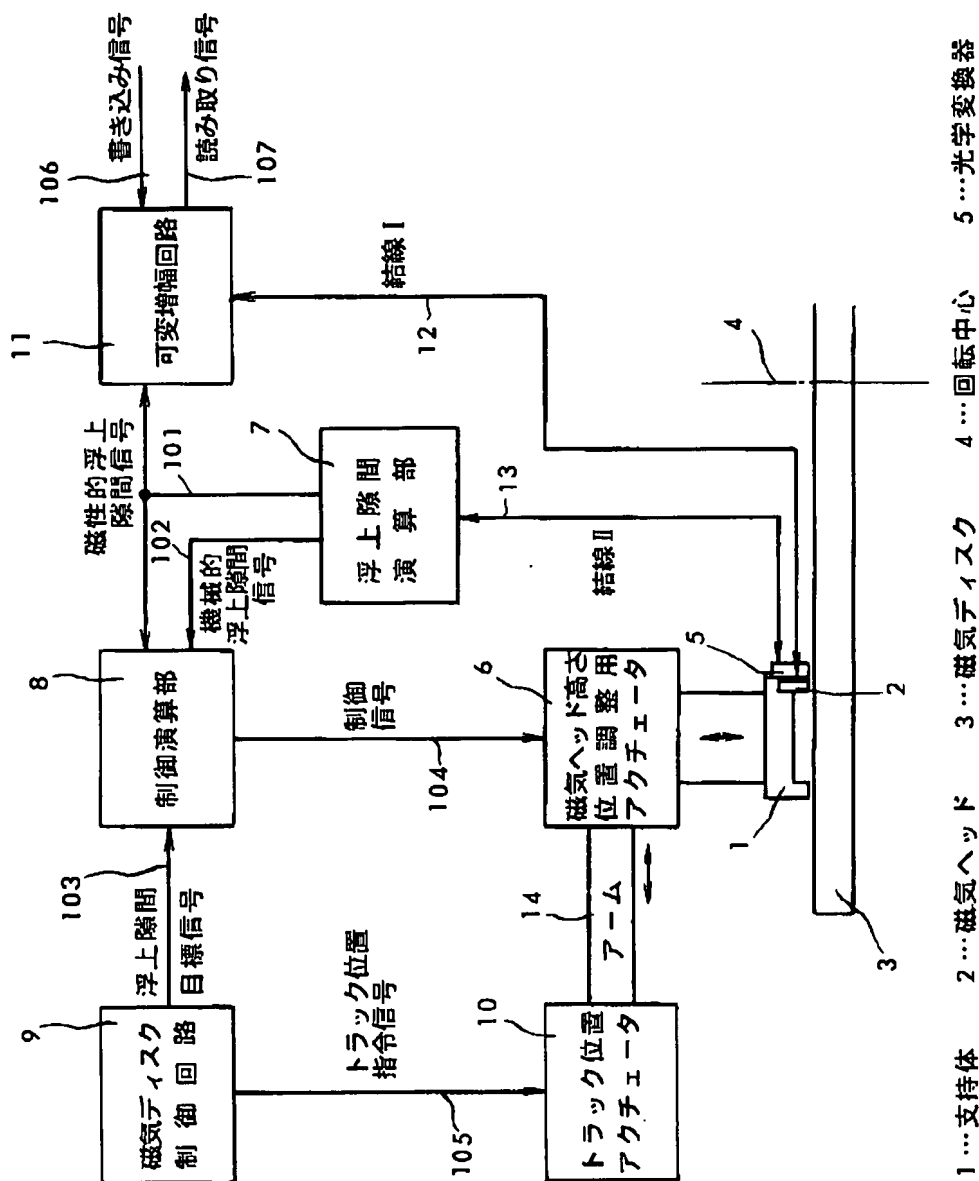 9
磁気ディスク
制御回路
浮上隙間
目標信号
103
8
制御演算部
磁性的浮上
隙間信号
101
102
機械的
浮上隙間
信号
11
可変増幅回路
106
書き込み信号
読み取り信号
107
7
浮上隙間
演算部
トラック位置
指令信号
105
制御
信号
104
結線Ⅰ
12
13
結線Ⅱ
10
トラック位置
アクチェータ
14
アーム
6
磁気ヘッド高さ
位置調整用
アクチェータ
1
5
2
3
4
1…支持体 2…磁気ヘッド 3…磁気ディスク 4…回転中心 5…光学変換器